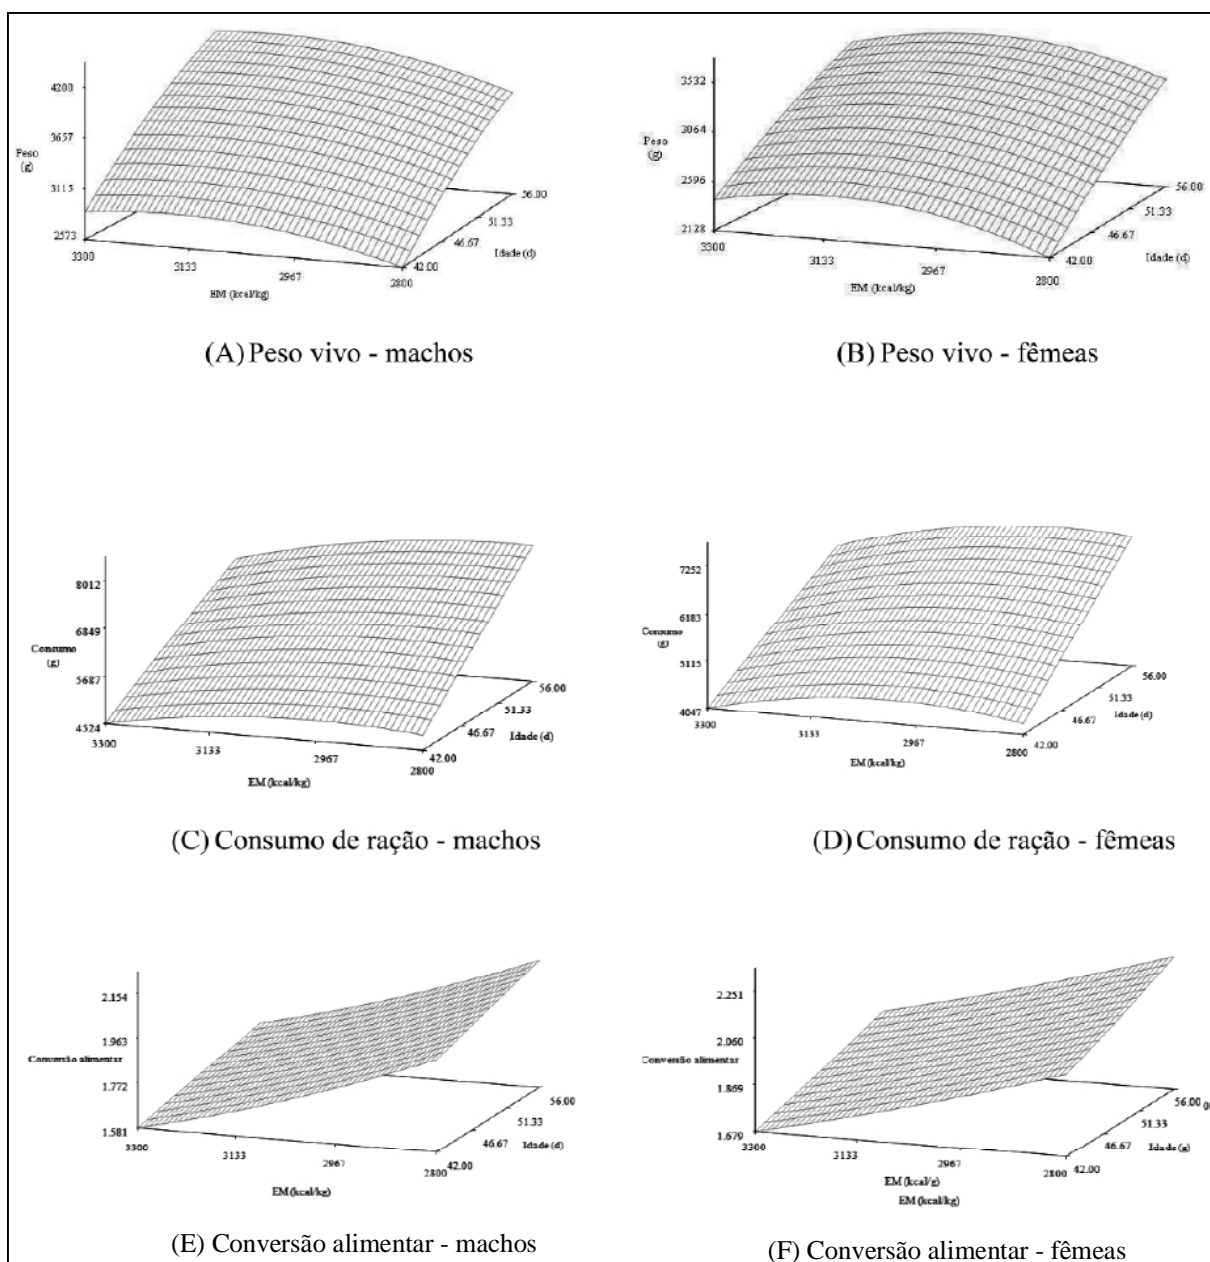 4200
3657
Peso
(g)
3115
2573
3300
3133
2967
2800
EM (kcal/kg)
42.00
46.67
51.33
56.00
Idade (d)
(A) Peso vivo - machos
3532
3064
Peso
(g)
2596
2128
3300
3133
2967
2800
EM (kcal/kg)
42.00
46.67
51.33
56.00
Idade (d)
(B) Peso vivo - fêmeas
8012
6849
Consumo
(g)
5687
4524
3300
3133
2967
2800
EM (kcal/kg)
42.00
46.67
51.33
56.00
Idade (d)
(C) Consumo de ração - machos
7252
6183
Consumo
(g)
5115
4047
3300
3133
2967
2800
EM (kcal/kg)
42.00
46.67
51.33
56.00
Idade (d)
(D) Consumo de ração - fêmeas
2.154
1.963
Conversão alimentar
1.772
1.581
3300
3133
2967
2800
EM (kcal/kg)
42.00
46.67
51.33
56.00
Idade (d)
(E) Conversão alimentar - machos
2.251
2.060
Conversão alimentar
1.869
1.679
3300
3133
2967
2800
EM (kcal/g)
EM (kcal/kg)
42.00
46.67
51.33
56.00
Idade (g)
(F) Conversão alimentar - fêmeas